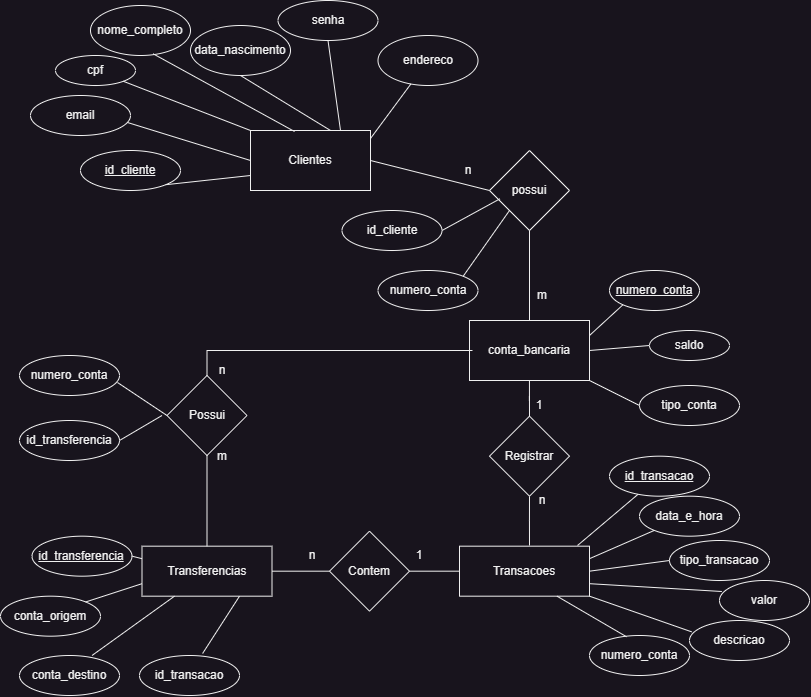 senha
nome_completo
data_nascimento
endereco
cpf
email
Clientes
id_cliente
n
possui
id_cliente
numero_conta
m
numero_conta
conta_bancaria
saldo
n
numero_conta
tipo_conta
1
Possui
id_transferencia
m
Registrar
id_transacao
n
data_e_hora
id_transferencia
n
1
tipo_transacao
Transferencias
Contem
Transacoes
valor
conta_origem
descricao
numero_conta
conta_destino
id_transacao